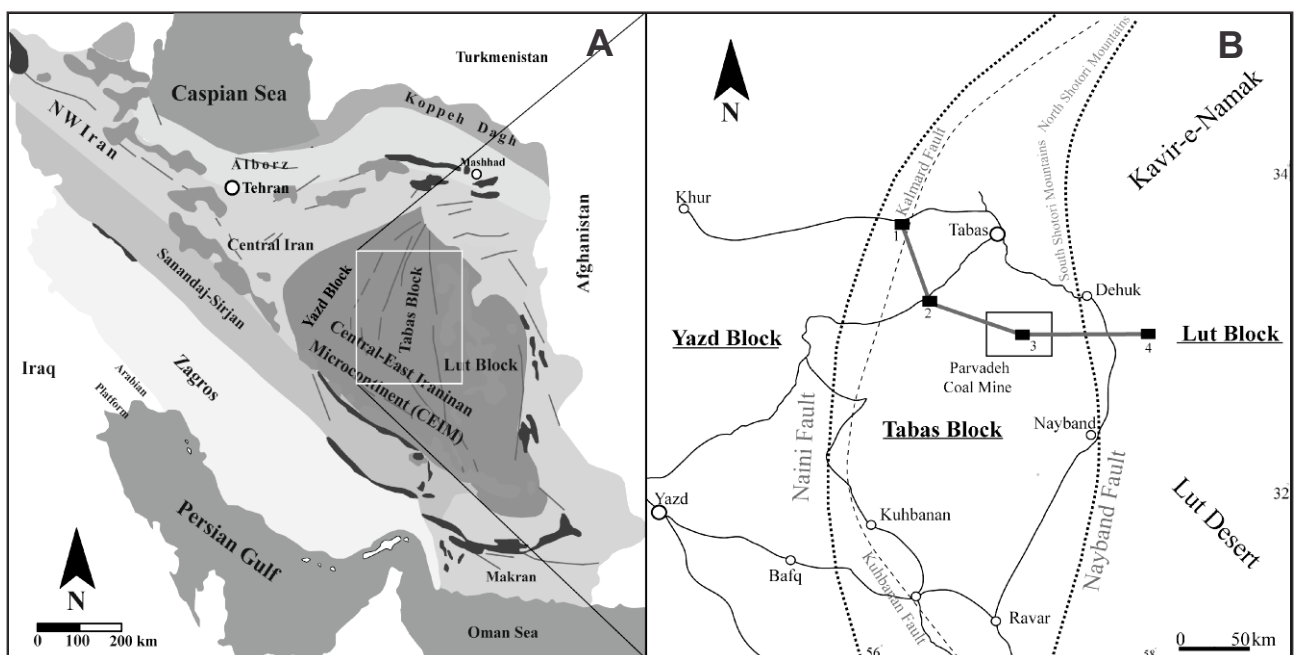 A
Turkmenistan
Caspian Sea
Koppeh Dagh
NW Iran
Alborz
Mashhad
Tehran
Afghanistan
Central Iran
Sanandaj-Sirjan
Yazd Block
Tabas Block
Lut Block
Central-East Iraninan
Microcontinent (CEIM)
Iraq
Zagros
Arabian
Platform
Persian Gulf
N
Makran
0 100 200 km
Oman Sea
B
N
North Shotori Mountains
Kavir-e-Namak
Kalmard Fault
South Shotori Mountains
34
Khur
1
Tabas
Dehuk
2
3
4
Yazd Block
Lut Block
Parvadeh
Coal Mine
Tabas Block
Nayband
Naini Fault
Nayband Fault
32
Lut Desert
Yazd
Kuhbanan
Bafq
Kuhbanan Fault
Ravar
56
58
0 50km